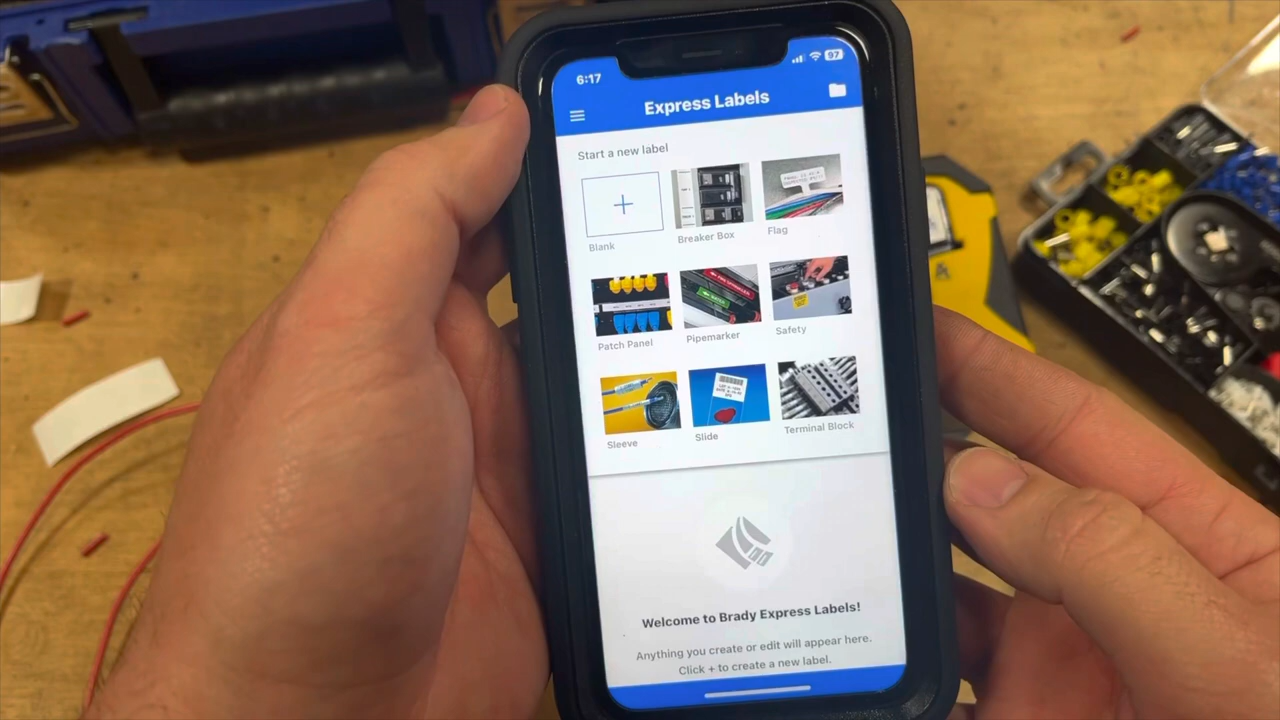 6:17
97
Express Labels
Start a new label
Blank
Breaker Box
Flag
Patch Panel
Pipemarker
Safety
Sleeve
Slide
Terminal Block
Welcome to Brady Express Labels!
Anything you create or edit will appear here.
Click + to create a new label.